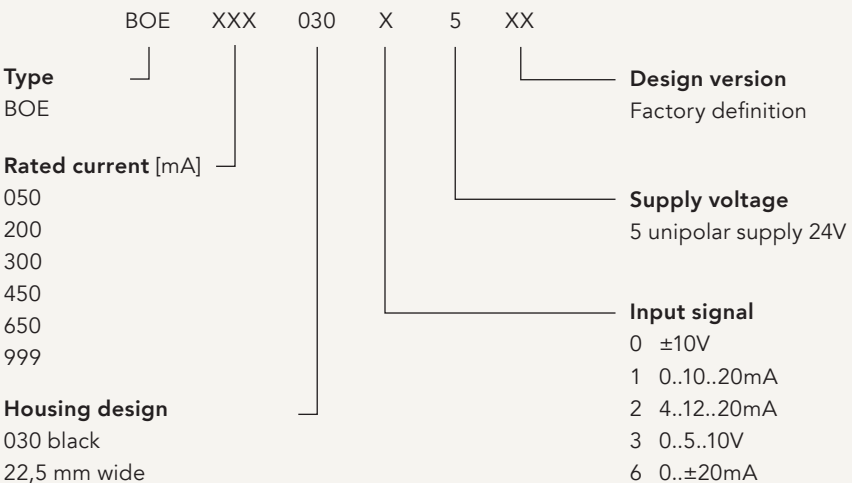 BOE XXX 030 X 5 XX
Type
BOE
Rated current [mA]
050
200
300
450
650
999
Housing design
030 black
22,5 mm wide
Design version
Factory definition
Supply voltage
5 unipolar supply 24V
Input signal
0 ±10V
1 0..10..20mA
2 4..12..20mA
3 0..5..10V
6 0..±20mA